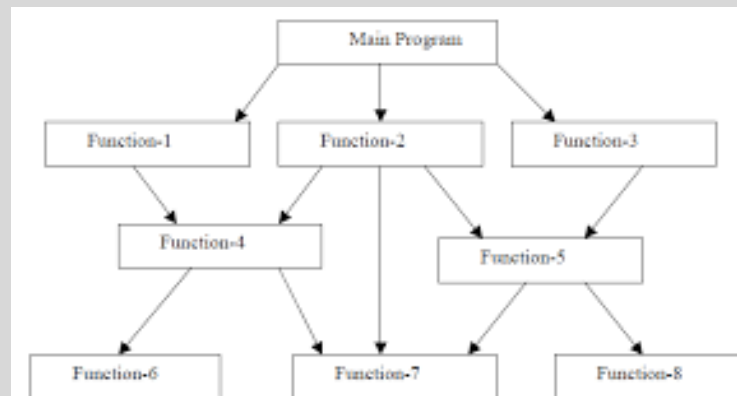 Main Program
Function-1
Function-2
Function-3
Function-4
Function-5
Function-6
Function-7
Function-8